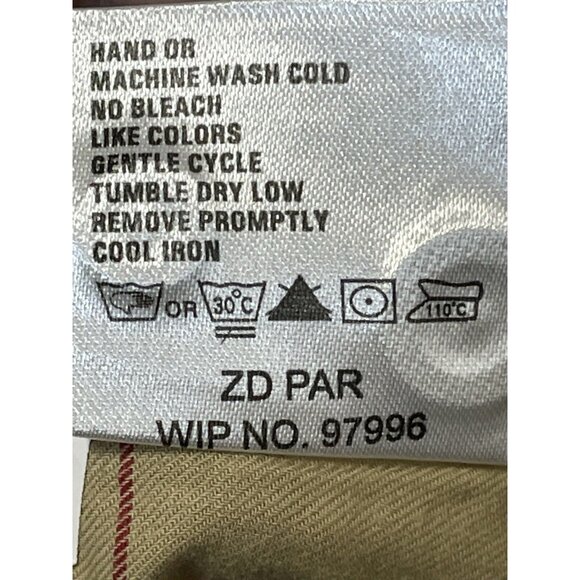 HAND OR
MACHINE WASH COLD
NO BLEACH
LIKE COLORS
GENTLE CYCLE
TUMBLE DRY LOW
REMOVE PROMPTLY
COOL IRON
OR 30°C 110°C
ZD PAR
WIP NO. 97996